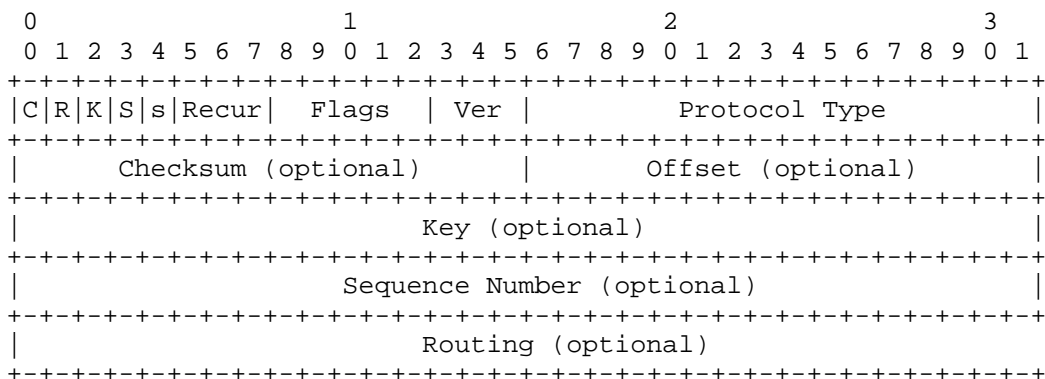 0                   1                   2                   3
 0 1 2 3 4 5 6 7 8 9 0 1 2 3 4 5 6 7 8 9 0 1 2 3 4 5 6 7 8 9 0 1
+-+-+-+-+-+-+-+-+-+-+-+-+-+-+-+-+-+-+-+-+-+-+-+-+-+-+-+-+-+-+-+-+
|C|R|K|S|s|Recur|  Flags  | Ver |         Protocol Type         |
+-+-+-+-+-+-+-+-+-+-+-+-+-+-+-+-+-+-+-+-+-+-+-+-+-+-+-+-+-+-+-+-+
|      Checksum (optional)      |       Offset (optional)       |
+-+-+-+-+-+-+-+-+-+-+-+-+-+-+-+-+-+-+-+-+-+-+-+-+-+-+-+-+-+-+-+-+
|                         Key (optional)                        |
+-+-+-+-+-+-+-+-+-+-+-+-+-+-+-+-+-+-+-+-+-+-+-+-+-+-+-+-+-+-+-+-+
|                    Sequence Number (optional)                 |
+-+-+-+-+-+-+-+-+-+-+-+-+-+-+-+-+-+-+-+-+-+-+-+-+-+-+-+-+-+-+-+-+
|                         Routing (optional)
+-+-+-+-+-+-+-+-+-+-+-+-+-+-+-+-+-+-+-+-+-+-+-+-+-+-+-+-+-+-+-+-+